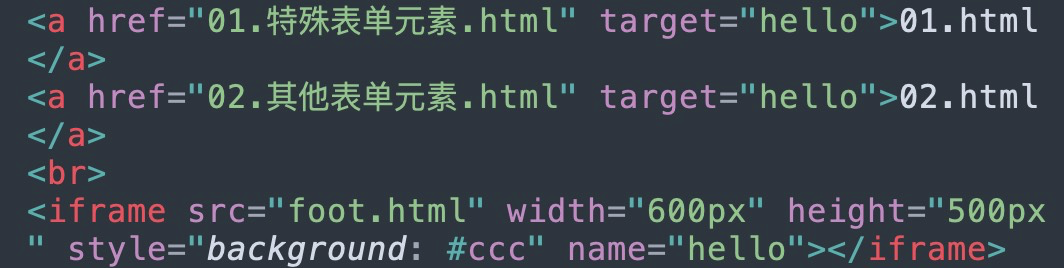 <a href="01.特殊表单元素.html" target="hello">01.html
</a>
<a href="02.其他表单元素.html" target="hello">02.html
</a>
<br>
<iframe src="foot.html" width="600px" height="500px
" style="background: #ccc" name="hello"></iframe>